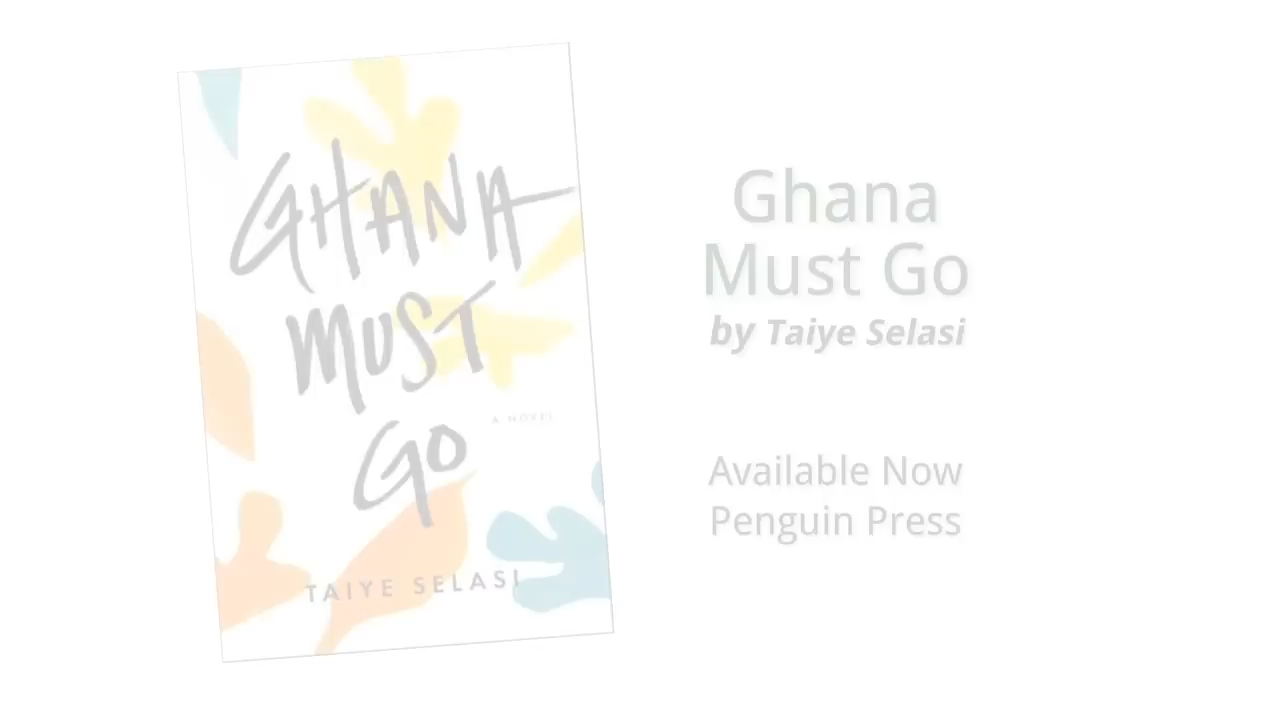 GHANA
MUST
GO
A NOVEL
TAIYE SELASI
Ghana
Must Go
by Taiye Selasi
Available Now
Penguin Press